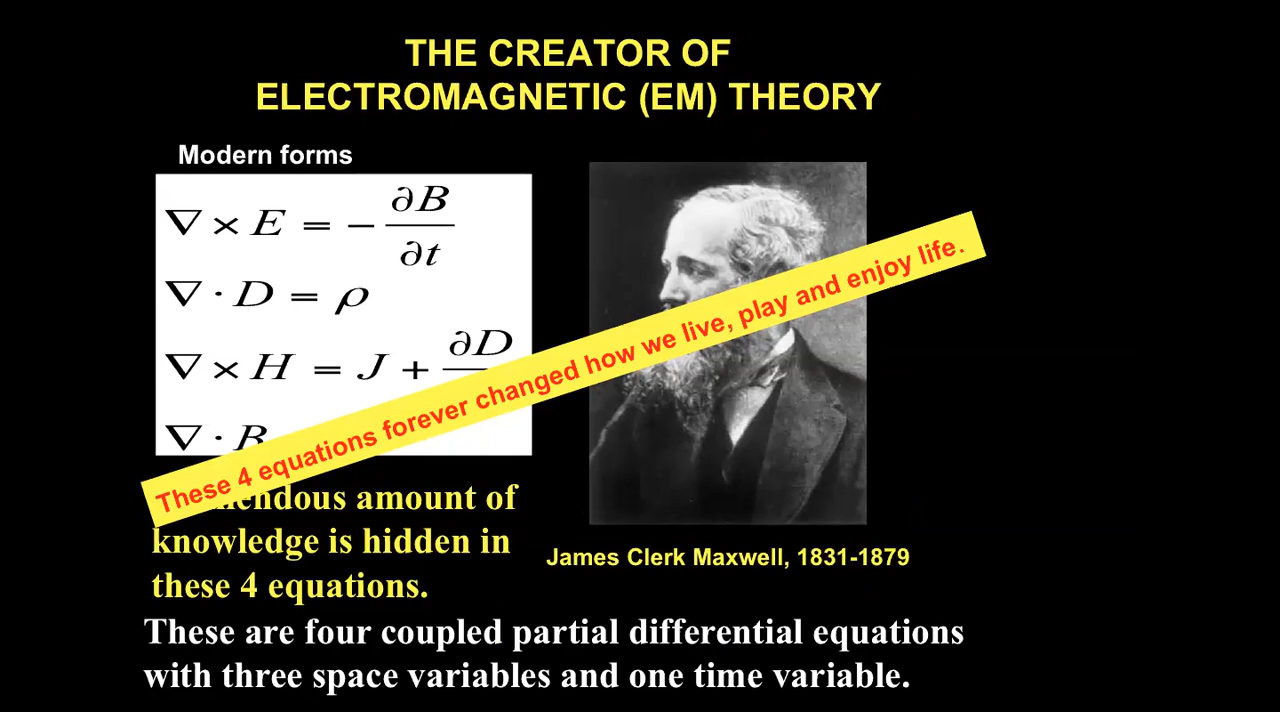 THE CREATOR OF
ELECTROMAGNETIC (EM) THEORY
Modern forms
∇ × E = − ∂B/∂t
∇ · D = ρ
∇ × H = J + ∂D
∇ · B
These 4 equations forever changed how we live, play and enjoy life.
amount of
knowledge is hidden in
these 4 equations.
James Clerk Maxwell, 1831-1879
These are four coupled partial differential equations
with three space variables and one time variable.